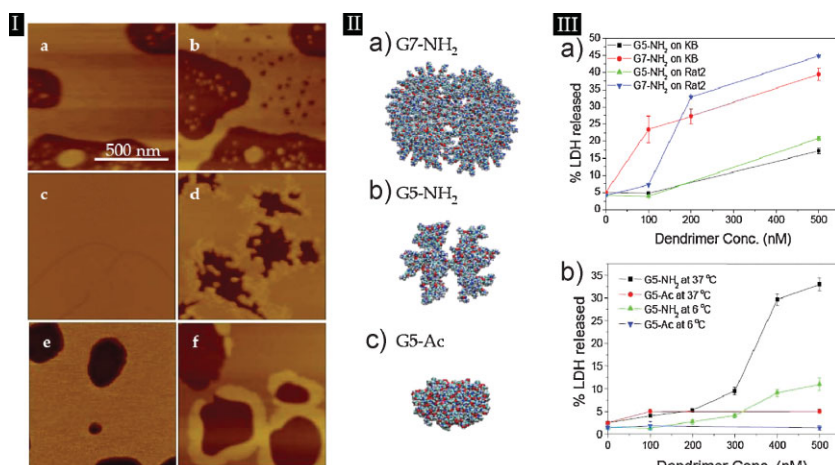 I
a
b
500 nm
c
d
e
f
II
a) G7-NH₂
b) G5-NH₂
c) G5-Ac
III
a)
G5-NH₂ on KB
G7-NH₂ on KB
G5-NH₂ on Rat2
G7-NH₂ on Rat2
% LDH released
50
45
40
35
30
25
20
15
10
5
0
0 100 200 300 400 500
Dendrimer Conc. (nM)
b)
G5-NH₂ at 37 °C
G5-Ac at 37 °C
G5-NH₂ at 6 °C
G5-Ac at 6 °C
% LDH released
35
30
25
20
15
10
5
0
0 100 200 300 400 500
Dendrimer Conc. (nM)